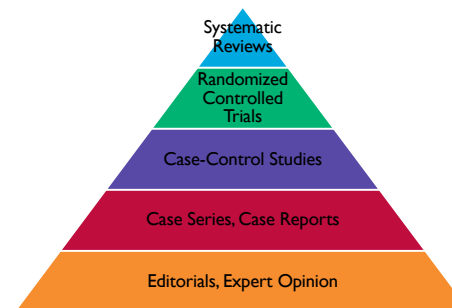 Systematic
Reviews
Randomized
Controlled
Trials
Case-Control Studies
Case Series, Case Reports
Editorials, Expert Opinion